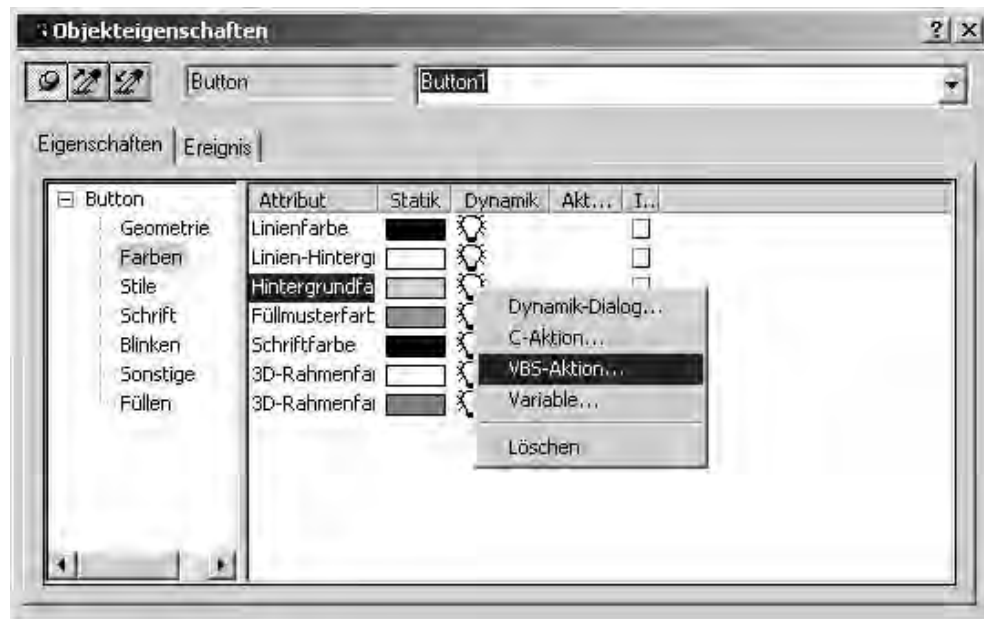 Objekteigenschaften
Button Button1
Eigenschaften Ereignis
Button
Geometrie
Farben
Stile
Schrift
Blinken
Sonstige
Füllen
Attribut Statik Dynamik Akt... I..
Linienfarbe
Linien-Hintergr
Hintergrundfa
Füllmusterfarb
Schriftfarbe
3D-Rahmenfar
3D-Rahmenfar
Dynamik-Dialog...
C-Aktion...
VBS-Aktion...
Variable...
Löschen